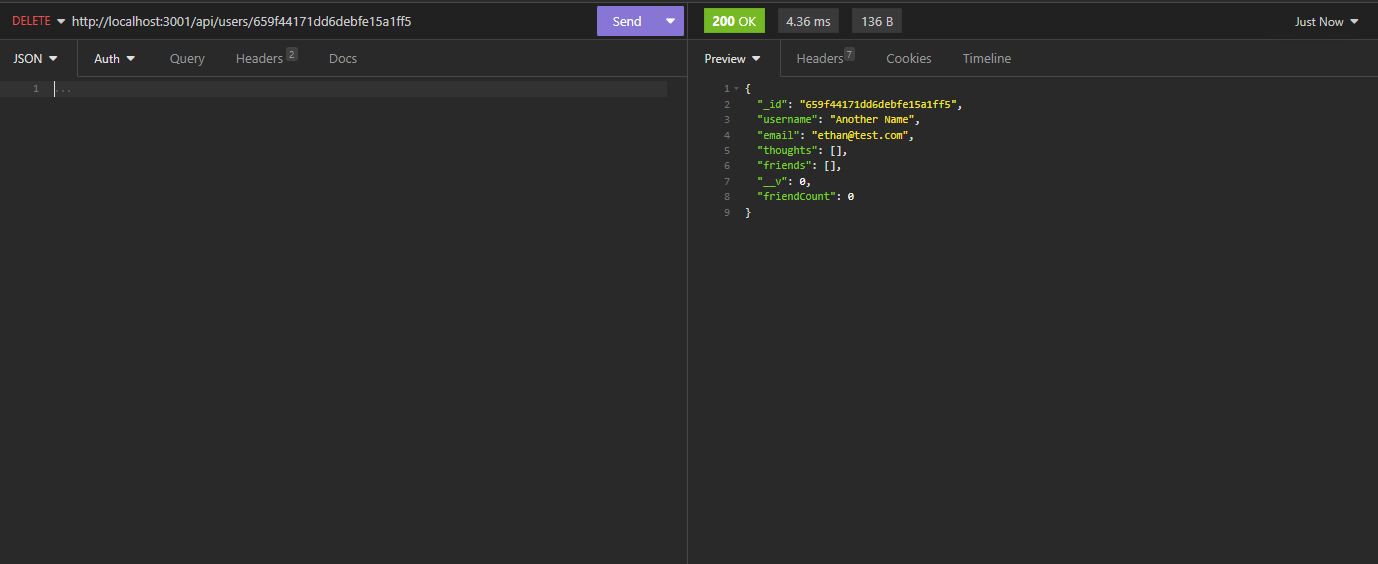 DELETE http://localhost:3001/api/users/659f44171dd6debfe15a1ff5 Send
200 OK 4.36 ms 136 B Just Now
JSON Auth Query Headers 2 Docs
Preview Headers 7 Cookies Timeline
1 ...
1 {
2 "_id": "659f44171dd6debfe15a1ff5",
3 "username": "Another Name",
4 "email": "ethan@test.com",
5 "thoughts": [],
6 "friends": [],
7 "__v": 0,
8 "friendCount": 0
9 }